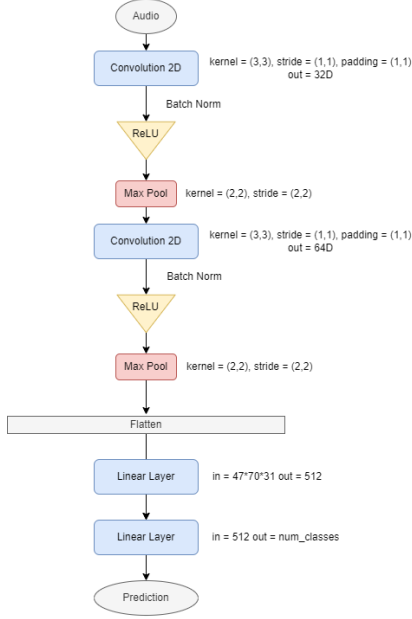 Audio
Convolution 2D
kernel = (3,3), stride = (1,1), padding = (1,1)
out = 32D
Batch Norm
ReLU
Max Pool
kernel = (2,2), stride = (2,2)
Convolution 2D
kernel = (3,3), stride = (1,1), padding = (1,1)
out = 64D
Batch Norm
ReLU
Max Pool
kernel = (2,2), stride = (2,2)
Flatten
Linear Layer
in = 47*70*31 out = 512
Linear Layer
in = 512 out = num_classes
Prediction